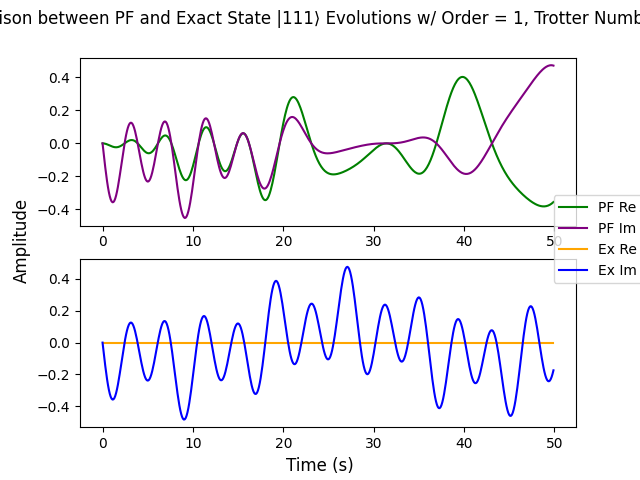 State |111⟩ Evolutions w/ Order = 1, Trotter
between PF and Exact
0.4
0.2
0.0
−0.2
−0.4
0 10 20 30 40 50
PF Re
PF Im
Ex Re
Ex Im
Amplitude
0.4
0.2
0.0
−0.2
−0.4
0 10 20 30 40 50
Time (s)